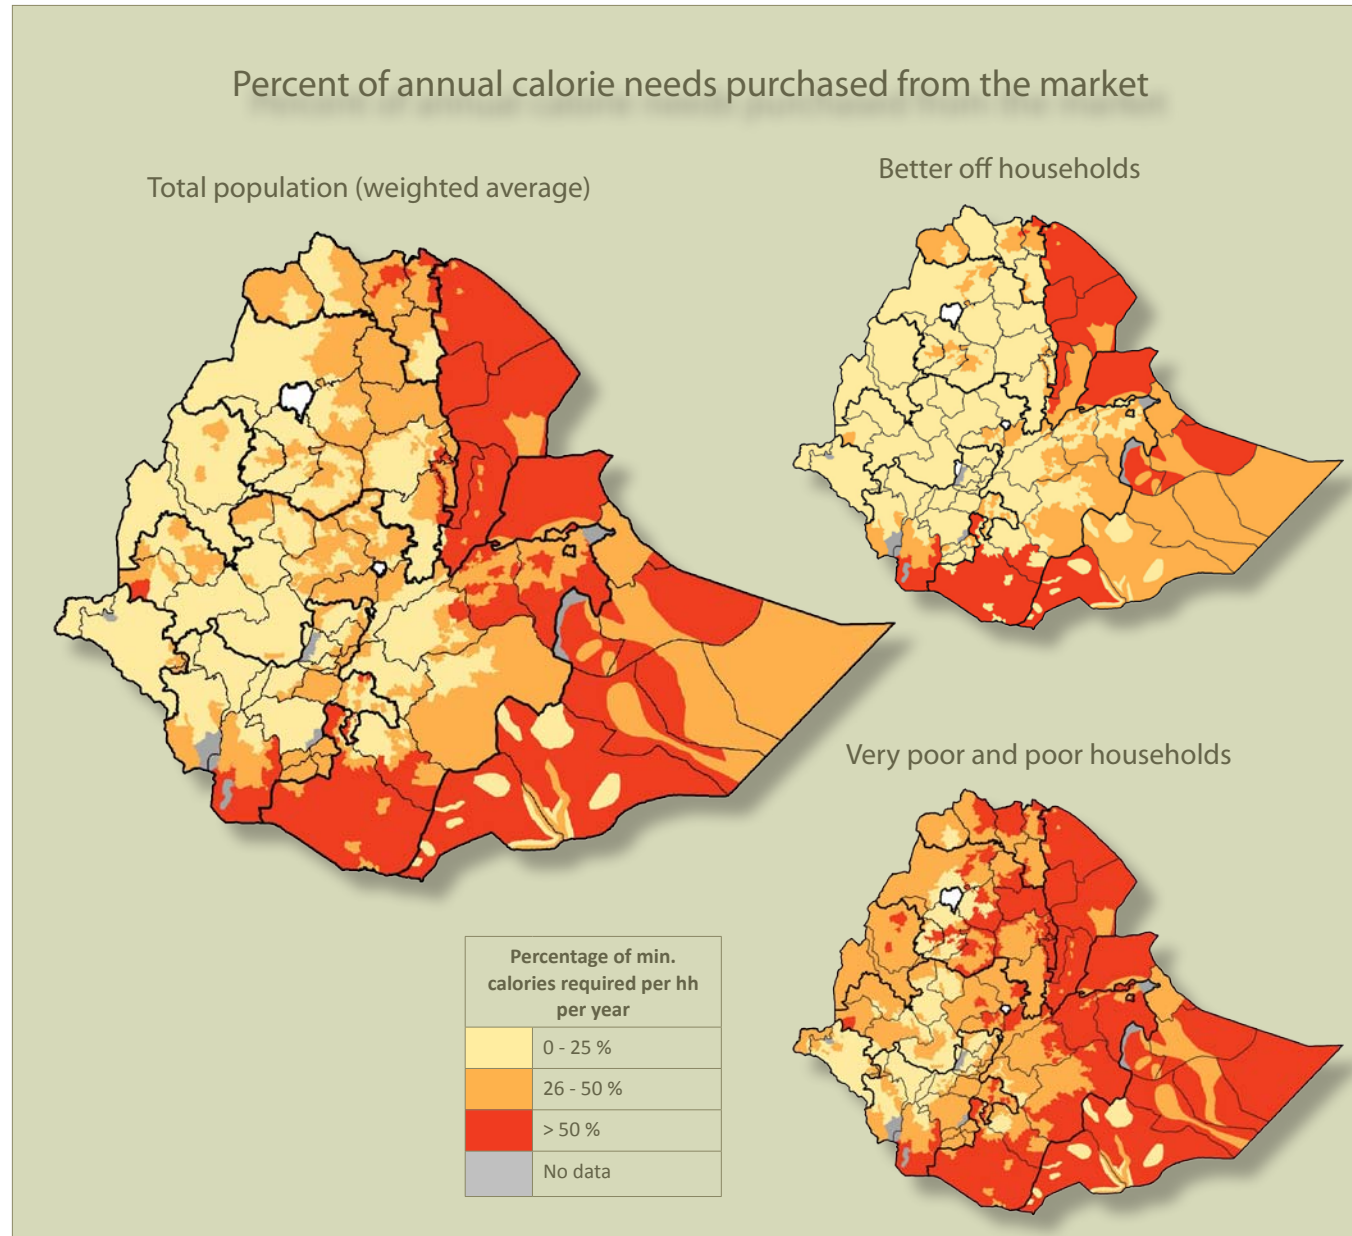 Percent of annual calorie needs purchased from the market
Total population (weighted average)
Better off households
Very poor and poor households
Percentage of min.
calories required per hh
per year
0 - 25 %
26 - 50 %
> 50 %
No data